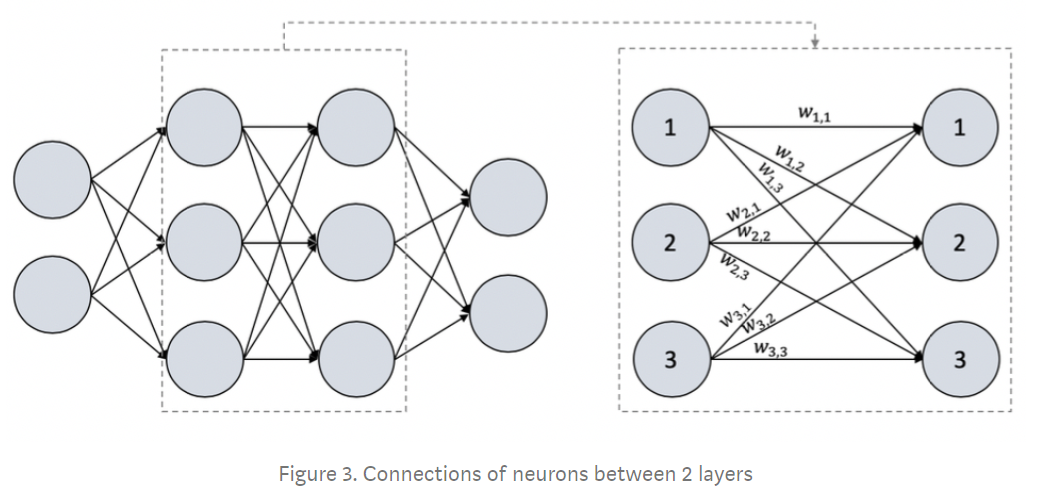 1
w1,1
1
w1,2
w1,3
2
w2,1
w2,2
w2,3
2
3
w3,1
w3,2
w3,3
3
Figure 3. Connections of neurons between 2 layers